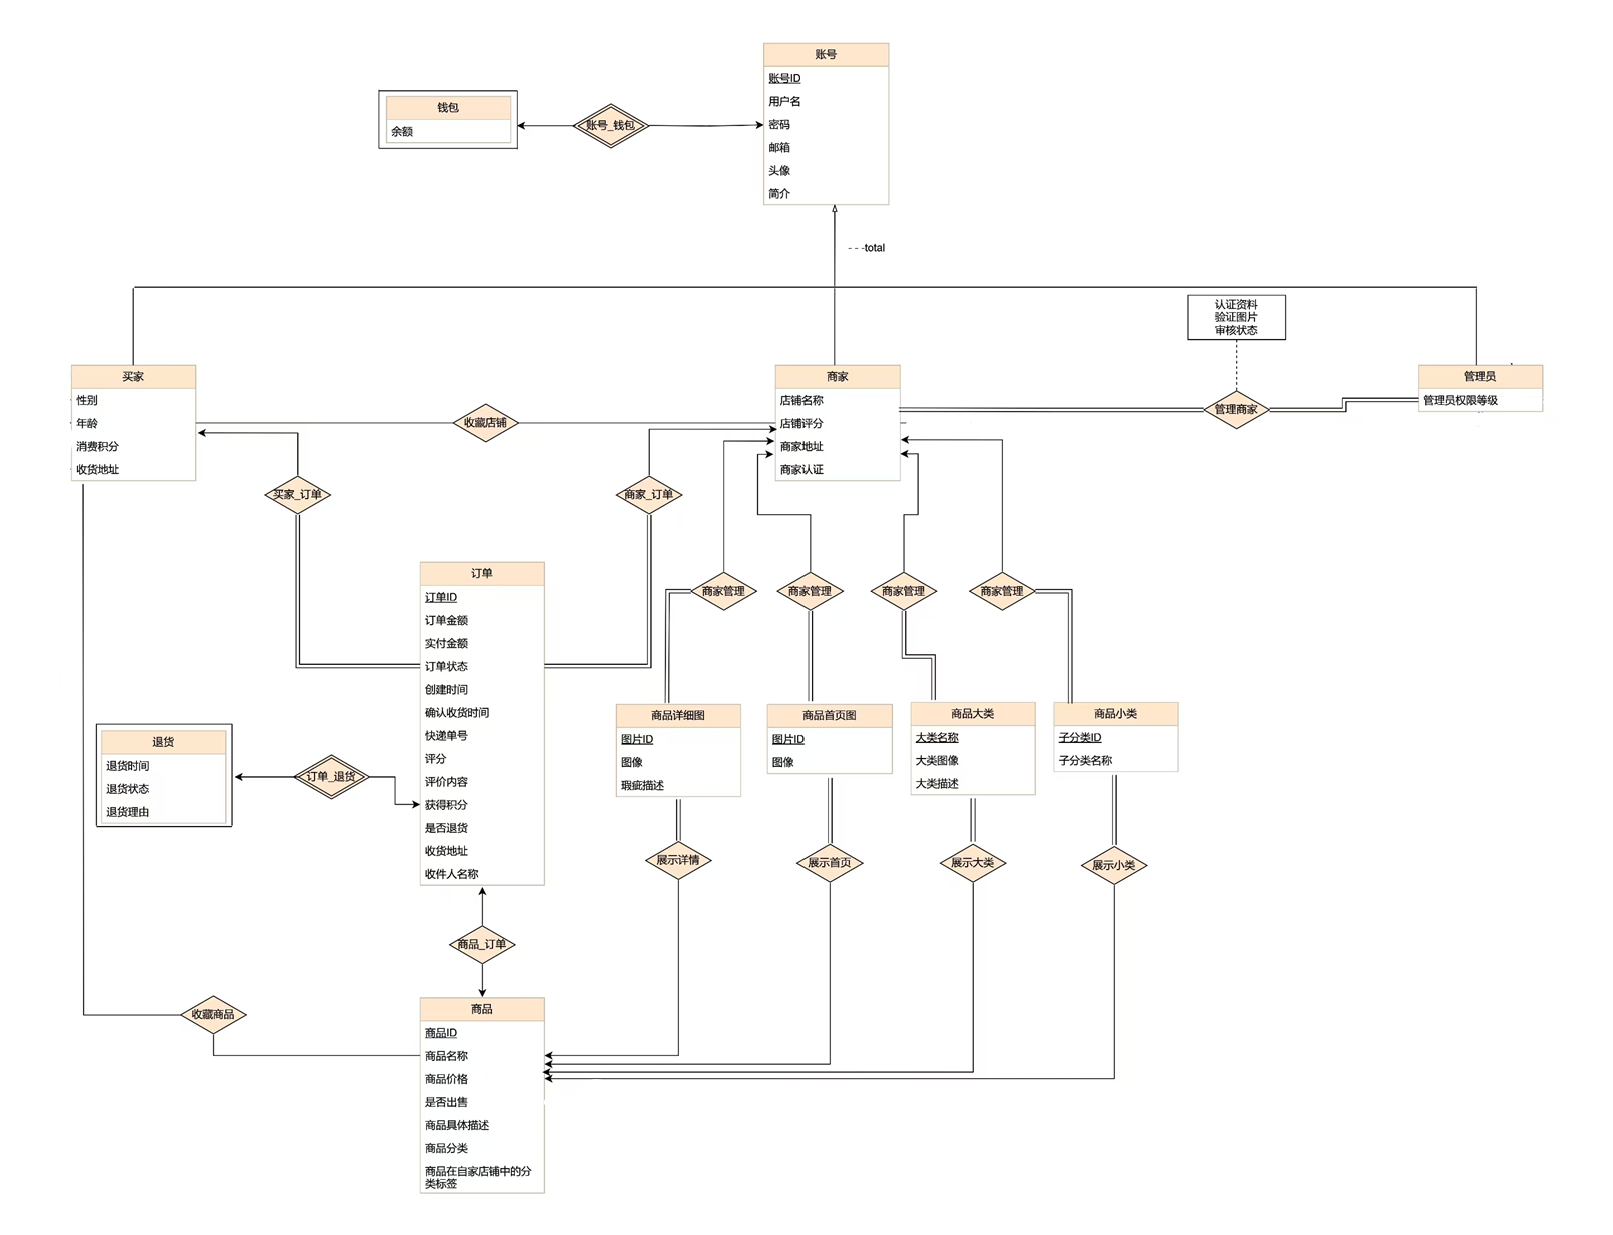 账号
账号ID
用户名
密码
邮箱
头像
简介
钱包
余额
账号_钱包
---total
认证资料
验证图片
审核状态
买家
性别
年龄
消费积分
收货地址
收藏店铺
商家
店铺名称
店铺评分
商家地址
商家认证
管理商家
管理员
管理员权限等级
买家_订单
商家_订单
订单
订单ID
订单金额
实付金额
订单状态
创建时间
确认收货时间
快递单号
评分
评价内容
获得积分
是否退货
收货地址
收件人名称
商家管理
商家管理
商家管理
商家管理
退货
退货时间
退货状态
退货理由
订单_退货
商品详细图
图片ID
图像
瑕疵描述
商品首页图
图片ID
图像
商品大类
大类名称
大类图像
大类描述
商品小类
子分类ID
子分类名称
展示详情
展示首页
展示大类
展示小类
商品_订单
收藏商品
商品
商品ID
商品名称
商品价格
是否出售
商品具体描述
商品分类
商品在自家店铺中的分
类标签